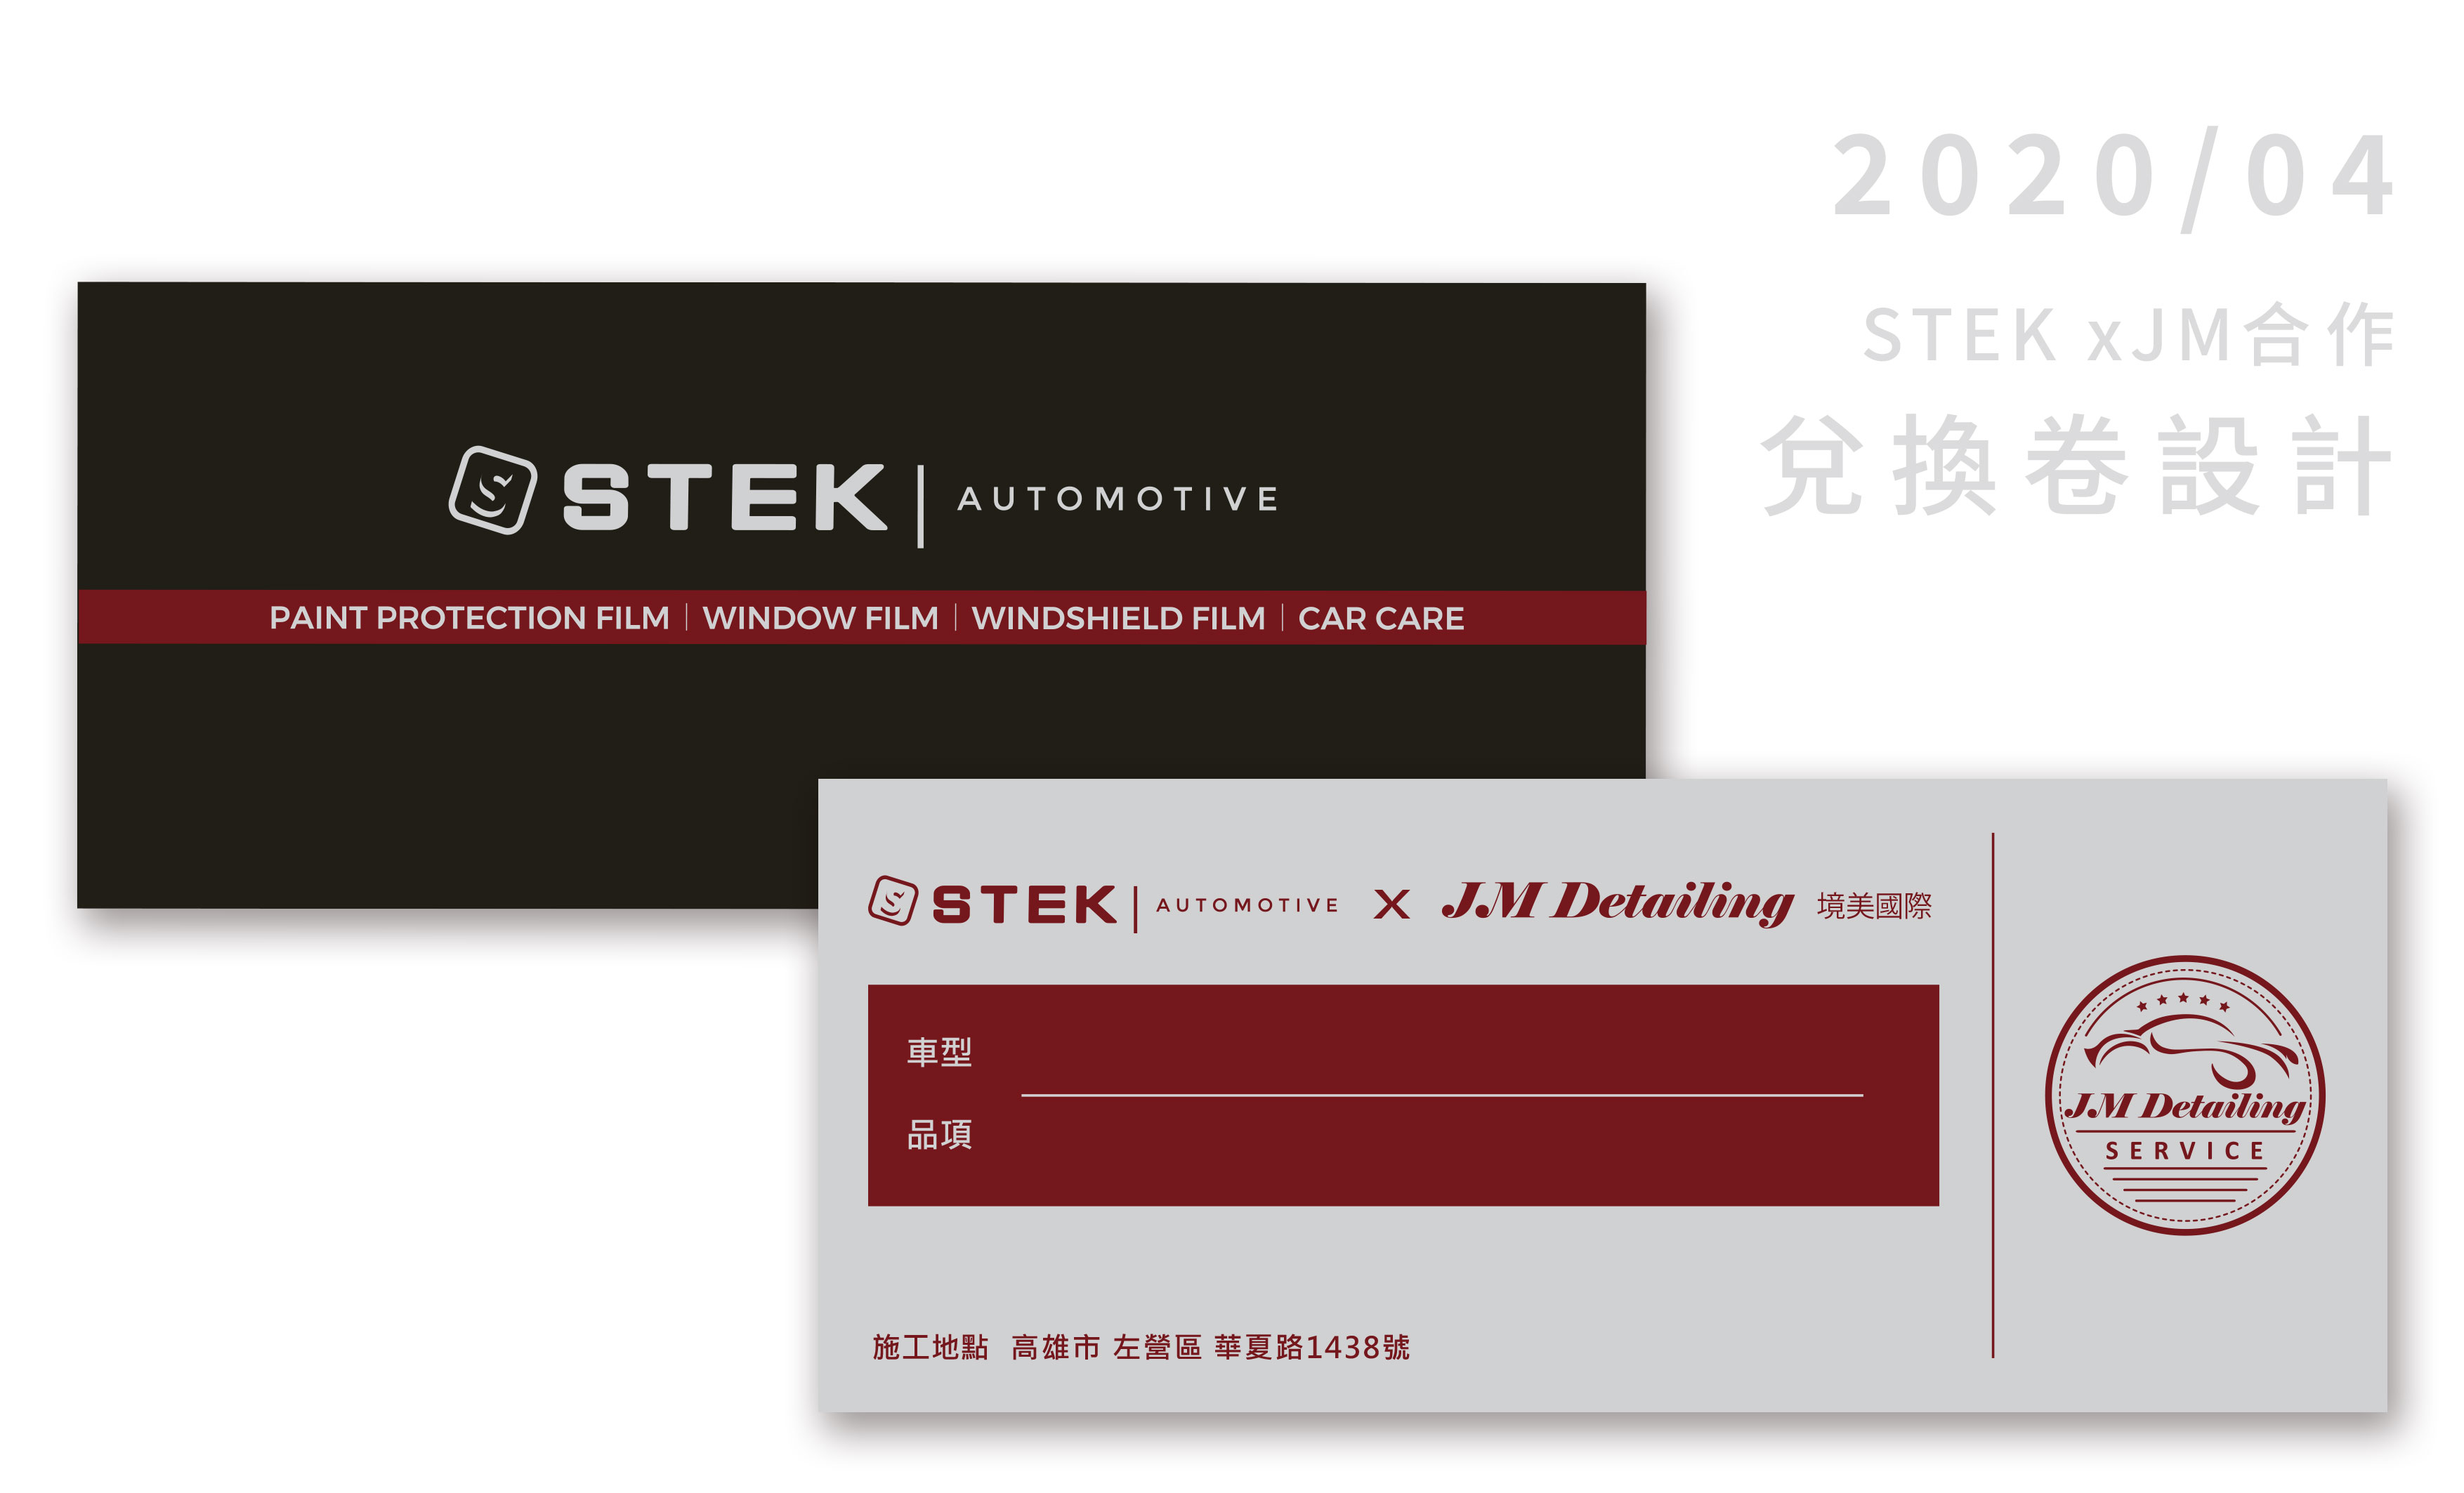 2020/04
STEK xJM合作
兌換卷設計
S STEK | AUTOMOTIVE
PAINT PROTECTION FILM | WINDOW FILM | WINDSHIELD FILM | CAR CARE
S STEK | AUTOMOTIVE X J.M Detailing 境美國際
車型
品項
施工地點 高雄市 左營區 華夏路1438號
J.M Detailing
SERVICE